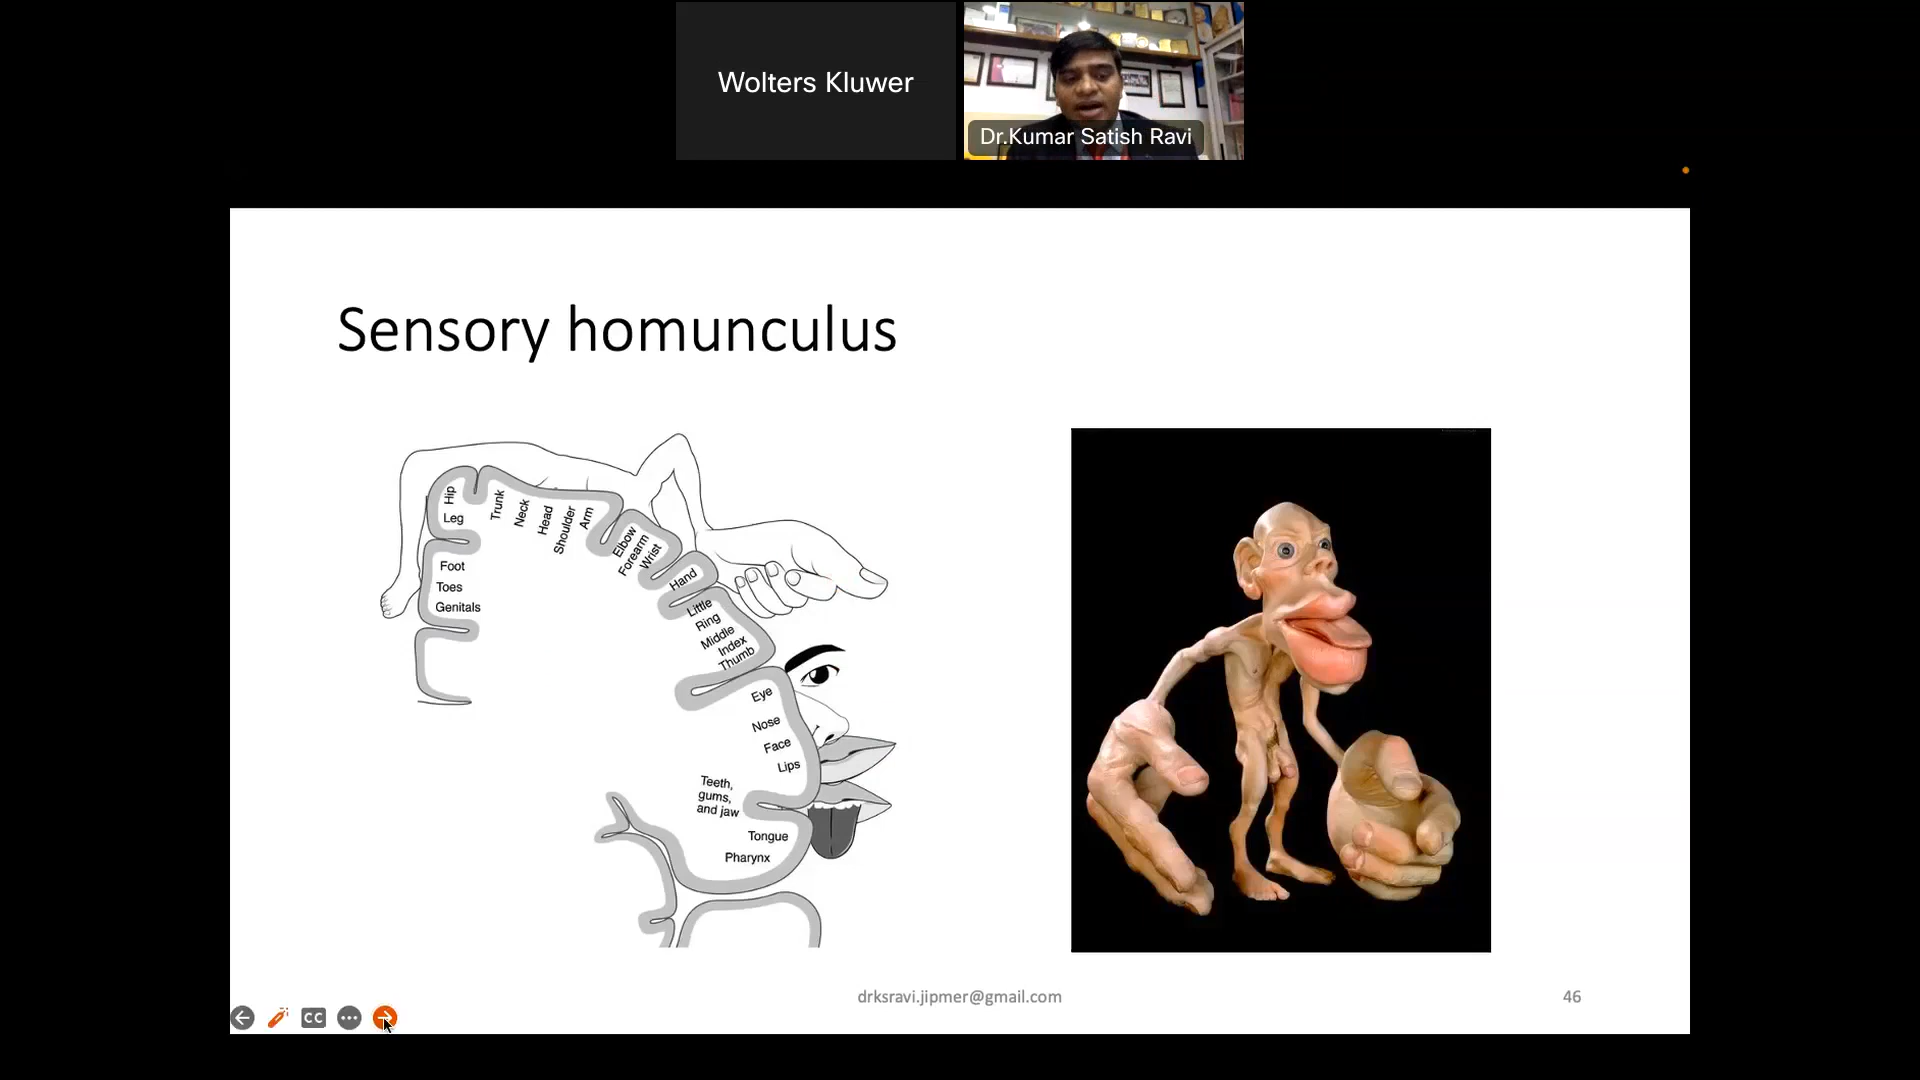 Wolters Kluwer
Dr.Kumar Satish Ravi
Sensory homunculus
Hip
Leg
Trunk
Neck
Head
Shoulder
Arm
Elbow
Forearm
Wrist
Hand
Little
Ring
Middle
Index
Thumb
Foot
Toes
Genitals
Eye
Nose
Face
Lips
Teeth,
gums,
and jaw
Tongue
Pharynx
drksravi.jipmer@gmail.com
46
CC